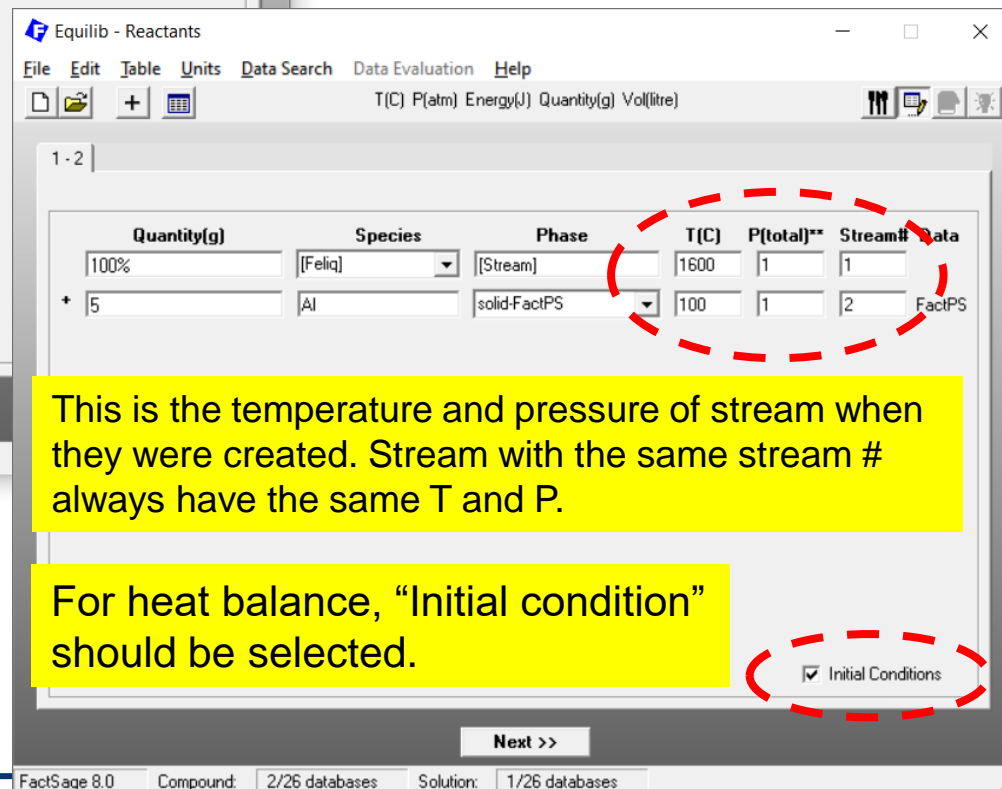 Equilib - Reactants
File Edit Table Units Data Search Data Evaluation Help
+ T(C) P(atm) Energy(J) Quantity(g) Vol(litre)
1 - 2
Quantity(g) Species Phase T(C) P(total)** Stream# Data
100% [Feliq] [Stream] 1600 1 1
+ 5 Al solid-FactPS 100 1 2 FactPS
This is the temperature and pressure of stream when
they were created. Stream with the same stream #
always have the same T and P.
For heat balance, “Initial condition”
should be selected.
Initial Conditions
Next >>
FactSage 8.0 Compound: 2/26 databases Solution: 1/26 databases